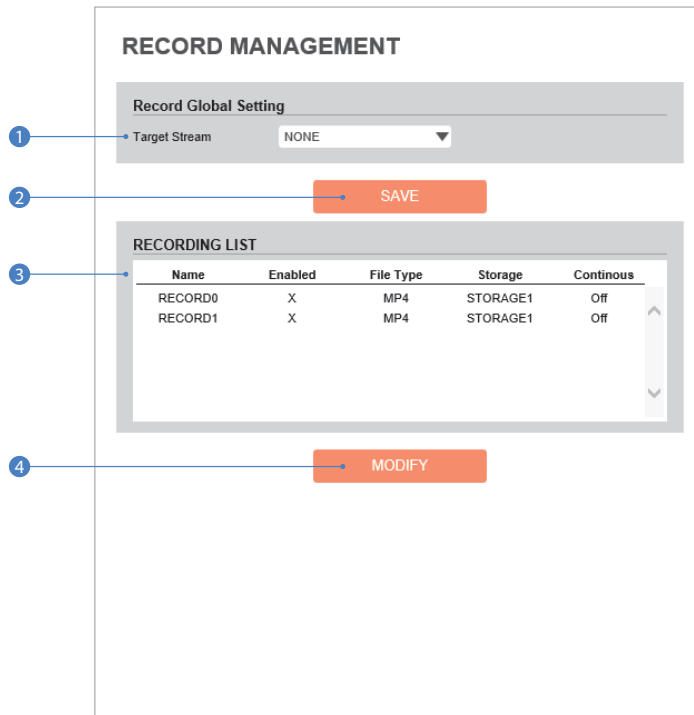 RECORD MANAGEMENT
Record Global Setting
1 Target Stream NONE
2 SAVE
RECORDING LIST
3 Name Enabled File Type Storage Continous
RECORD0 X MP4 STORAGE1 Off
RECORD1 X MP4 STORAGE1 Off
4 MODIFY